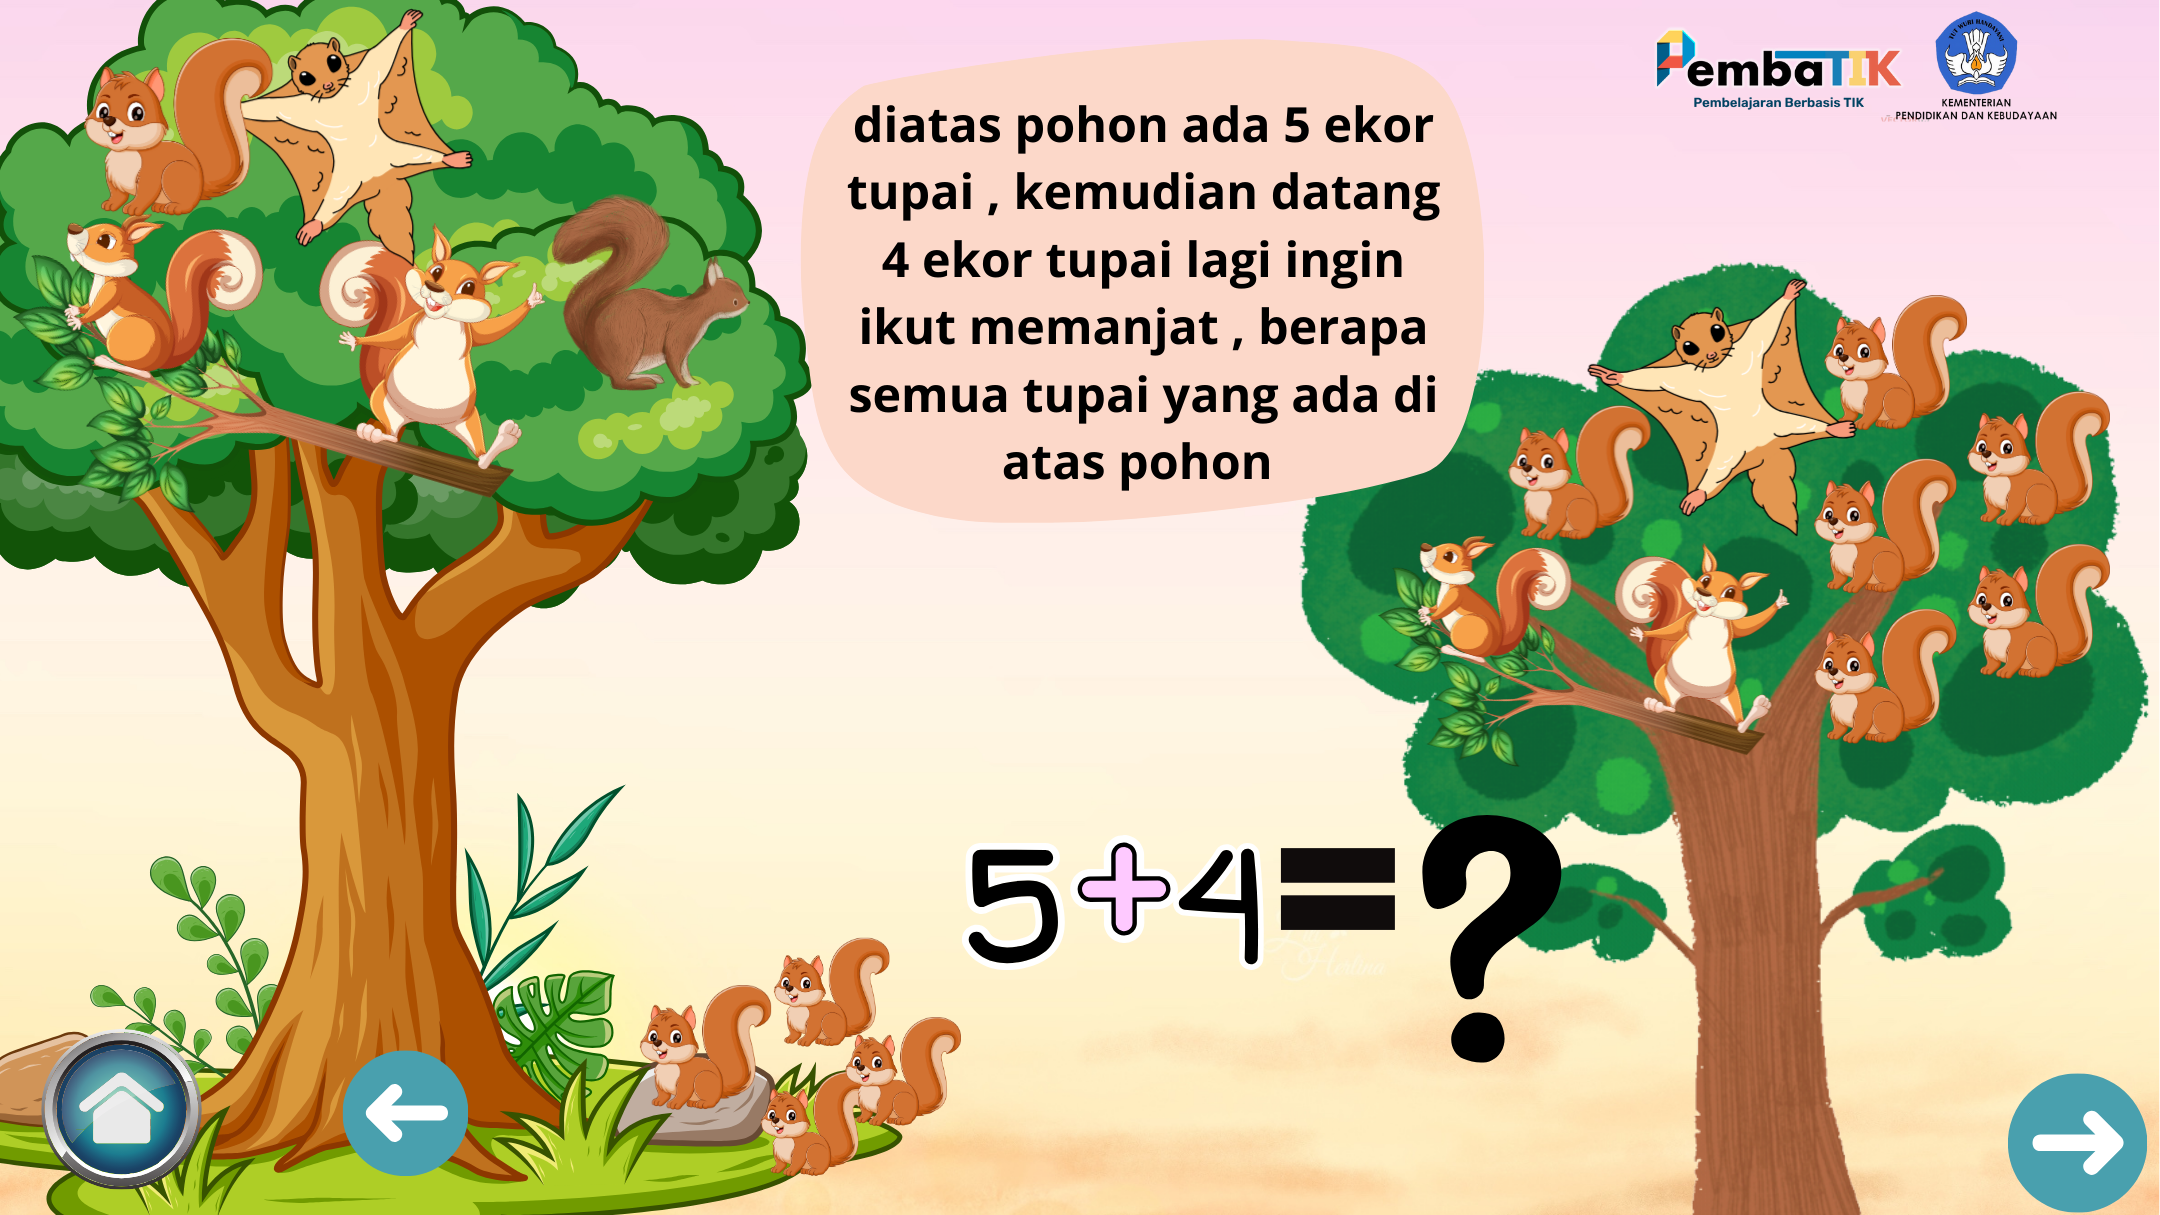 diatas pohon ada 5 ekor
tupai , kemudian datang
4 ekor tupai lagi ingin
ikut memanjat , berapa
semua tupai yang ada di
atas pohon
PembaTIK
Pembelajaran Berbasis TIK
TUT WURI HANDAYANI
KEMENTERIAN
PENDIDIKAN DAN KEBUDAYAAN
5+4=?